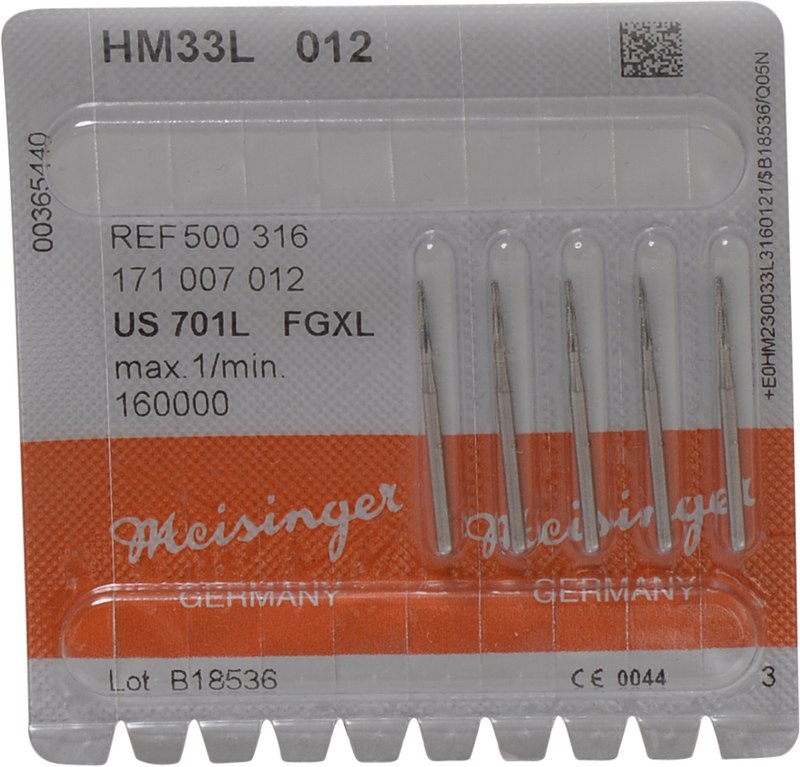 HM33L 012
00365440
REF 500 316
171 007 012
US 701L FGXL
max.1/min.
160000
+E0HM230033L3160121/$B18536/Q05N
Meisinger Meisinger
GERMANY GERMANY
Lot B18536 CE 0044 3